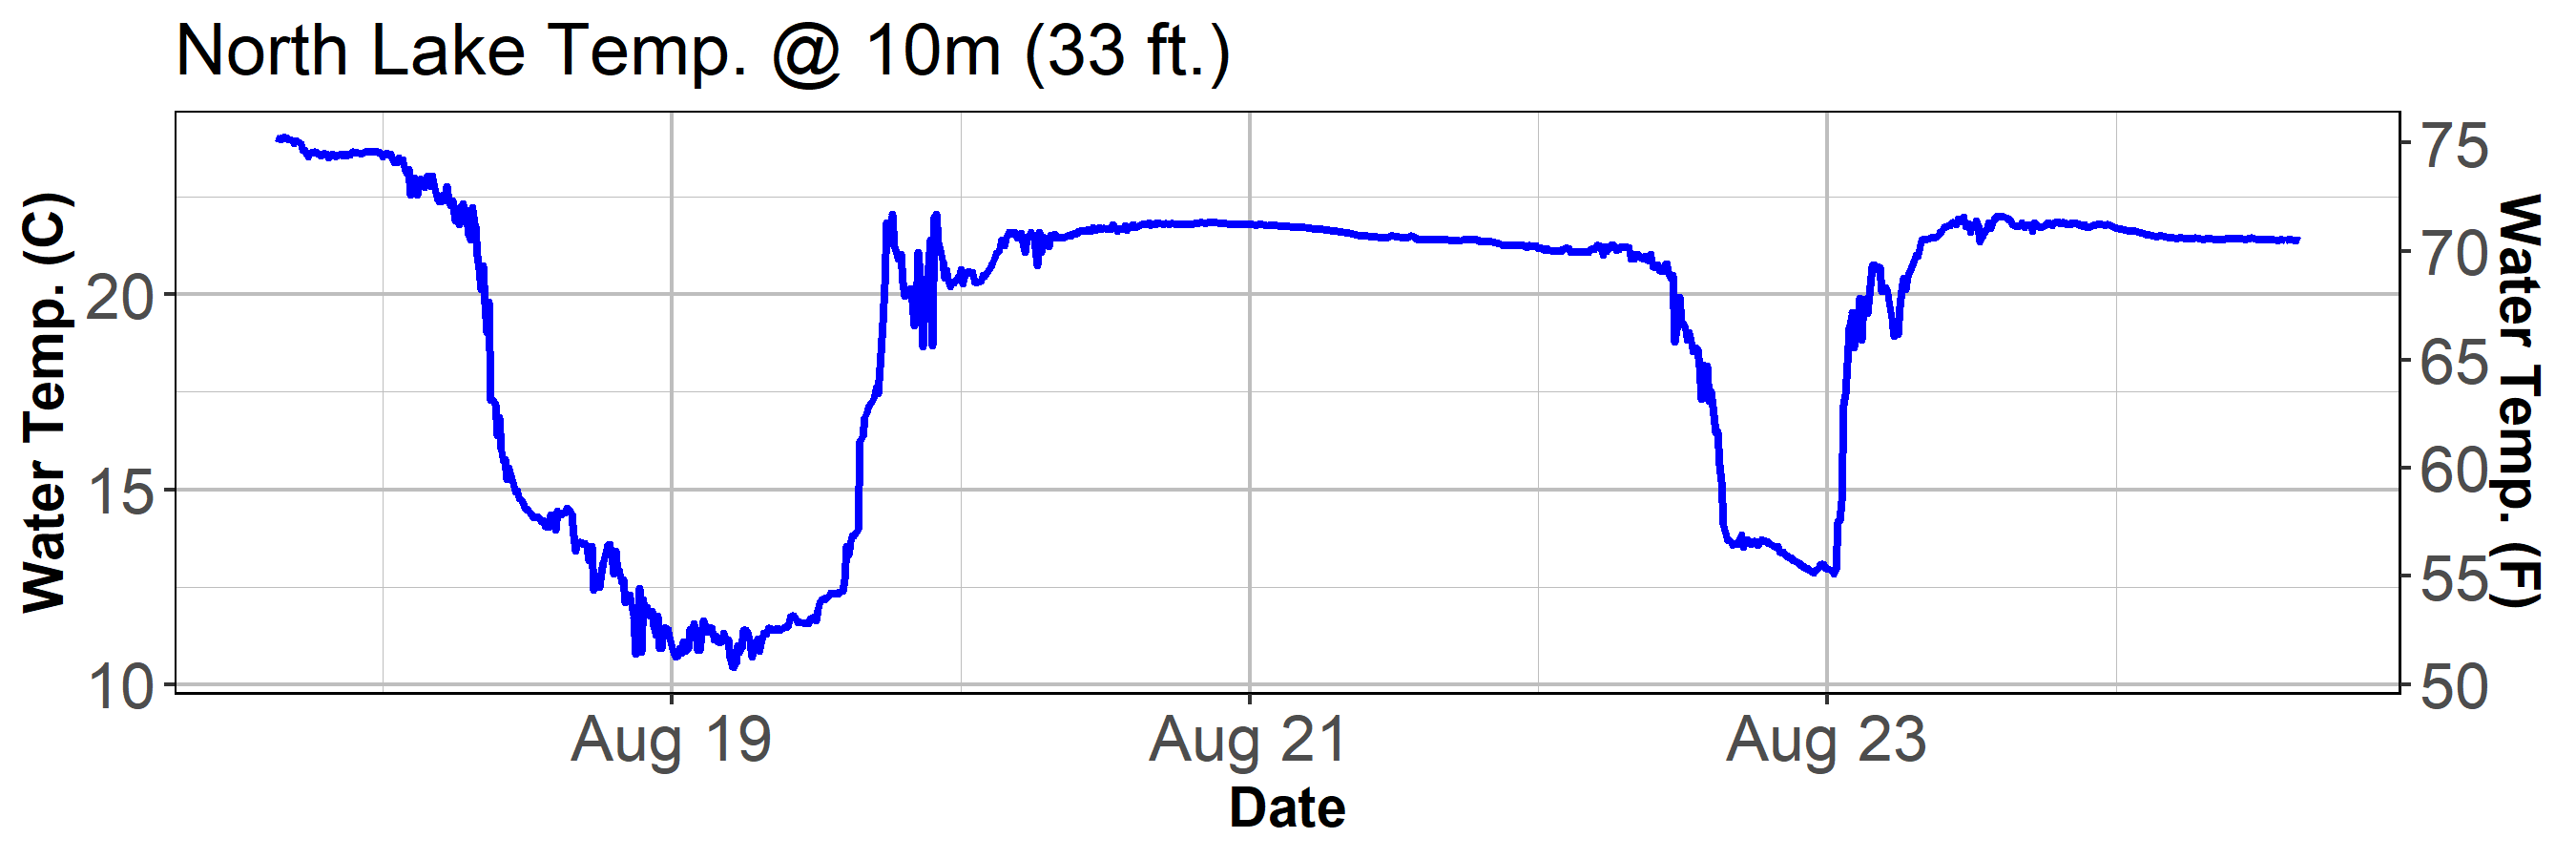 North Lake Temp. @ 10m (33 ft.)
Water Temp. (C)
20
15
10
75
70
65
60
55
50
Water Temp. (F)
Aug 19
Aug 21
Aug 23
Date